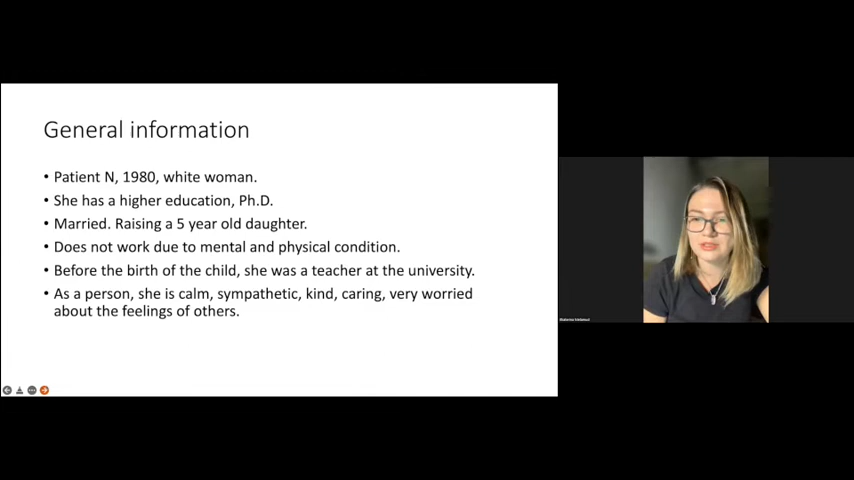 General information
• Patient N, 1980, white woman.
• She has a higher education, Ph.D.
• Married. Raising a 5 year old daughter.
• Does not work due to mental and physical condition.
• Before the birth of the child, she was a teacher at the university.
• As a person, she is calm, sympathetic, kind, caring, very worried
about the feelings of others.